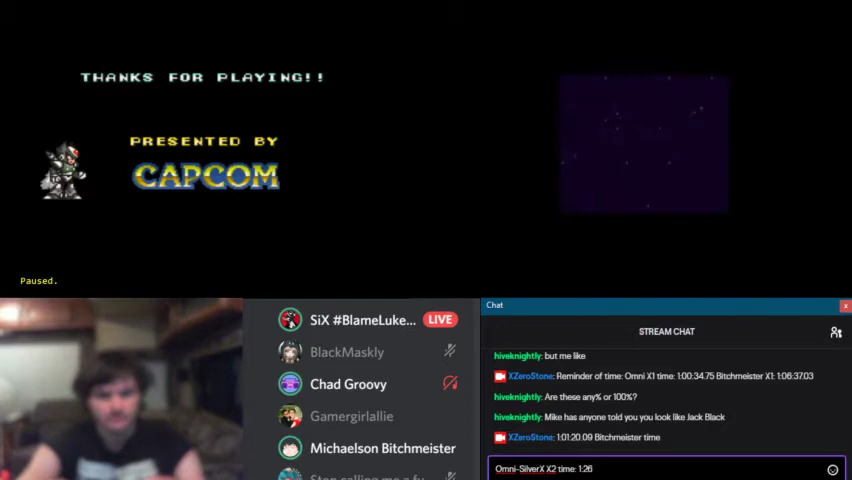 THANKS FOR PLAYING!!
PRESENTED BY
CAPCOM
Paused.
SiX #BlameLuke... LIVE
BlackMaskly
Chad Groovy
Gamergirlallie
Michaelson Bitchmeister
Chat
STREAM CHAT
hiveknightly: but me like
XZeroStone: Reminder of time: Omni X1 time: 1:00:34.75 Bitchmeister X1: 1:06:37.03
hiveknightly: Are these any% or 100%?
hiveknightly: Mike has anyone told you you look like Jack Black
XZeroStone: 1:01:20.09 Bitchmeister time
Omni-SilverX X2 time: 1:26